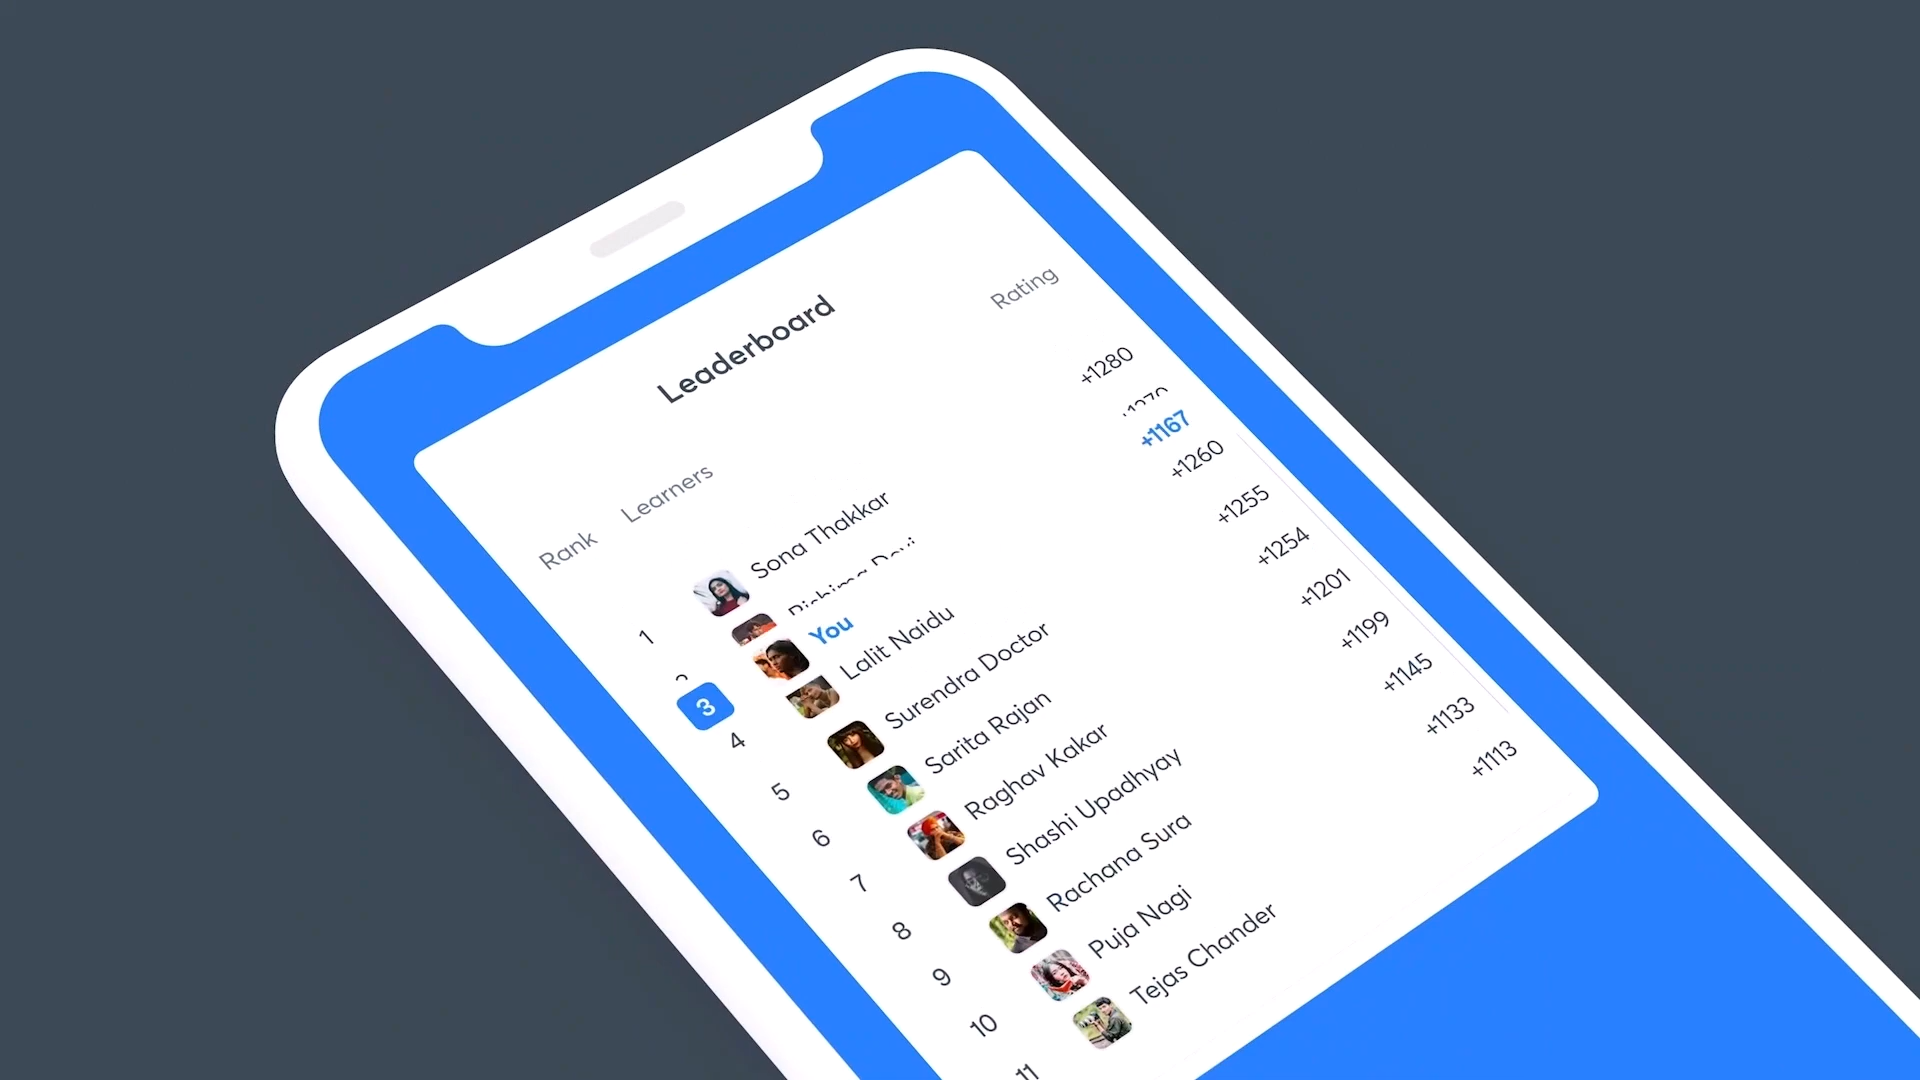 Leaderboard
Rank Learners Rating
1 Sona Thakkar +1280
3 You +1167
4 Lalit Naidu +1260
5 Surendra Doctor +1255
6 Sarita Rajan +1254
7 Raghav Kakar +1201
8 Shashi Upadhyay +1199
9 Rachana Sura +1145
10 Puja Nagi +1133
11 Tejas Chander +1113